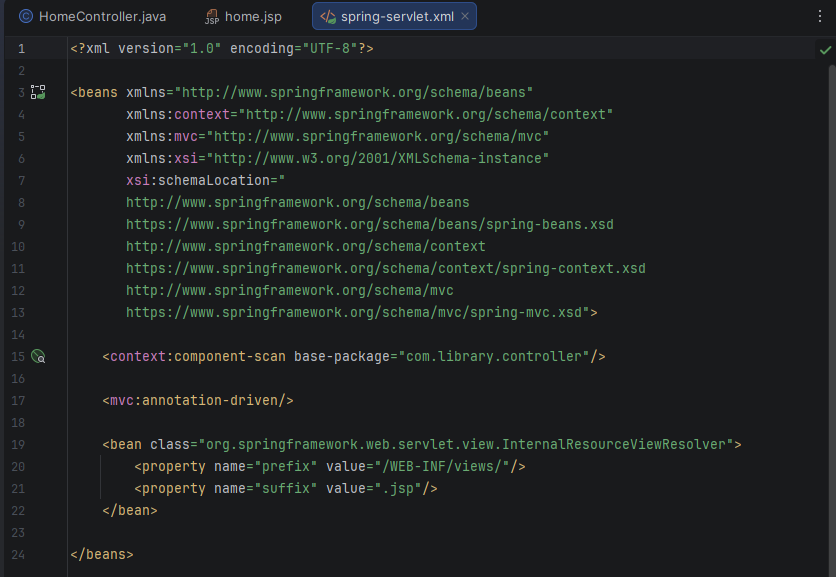 HomeController.java home.jsp spring-servlet.xml
1 <?xml version="1.0" encoding="UTF-8"?>
2
3 <beans xmlns="http://www.springframework.org/schema/beans"
4 xmlns:context="http://www.springframework.org/schema/context"
5 xmlns:mvc="http://www.springframework.org/schema/mvc"
6 xmlns:xsi="http://www.w3.org/2001/XMLSchema-instance"
7 xsi:schemaLocation="
8 http://www.springframework.org/schema/beans
9 https://www.springframework.org/schema/beans/spring-beans.xsd
10 http://www.springframework.org/schema/context
11 https://www.springframework.org/schema/context/spring-context.xsd
12 http://www.springframework.org/schema/mvc
13 https://www.springframework.org/schema/mvc/spring-mvc.xsd">
14
15 <context:component-scan base-package="com.library.controller"/>
16
17 <mvc:annotation-driven/>
18
19 <bean class="org.springframework.web.servlet.view.InternalResourceViewResolver">
20 <property name="prefix" value="/WEB-INF/views/"/>
21 <property name="suffix" value=".jsp"/>
22 </bean>
23
24 </beans>